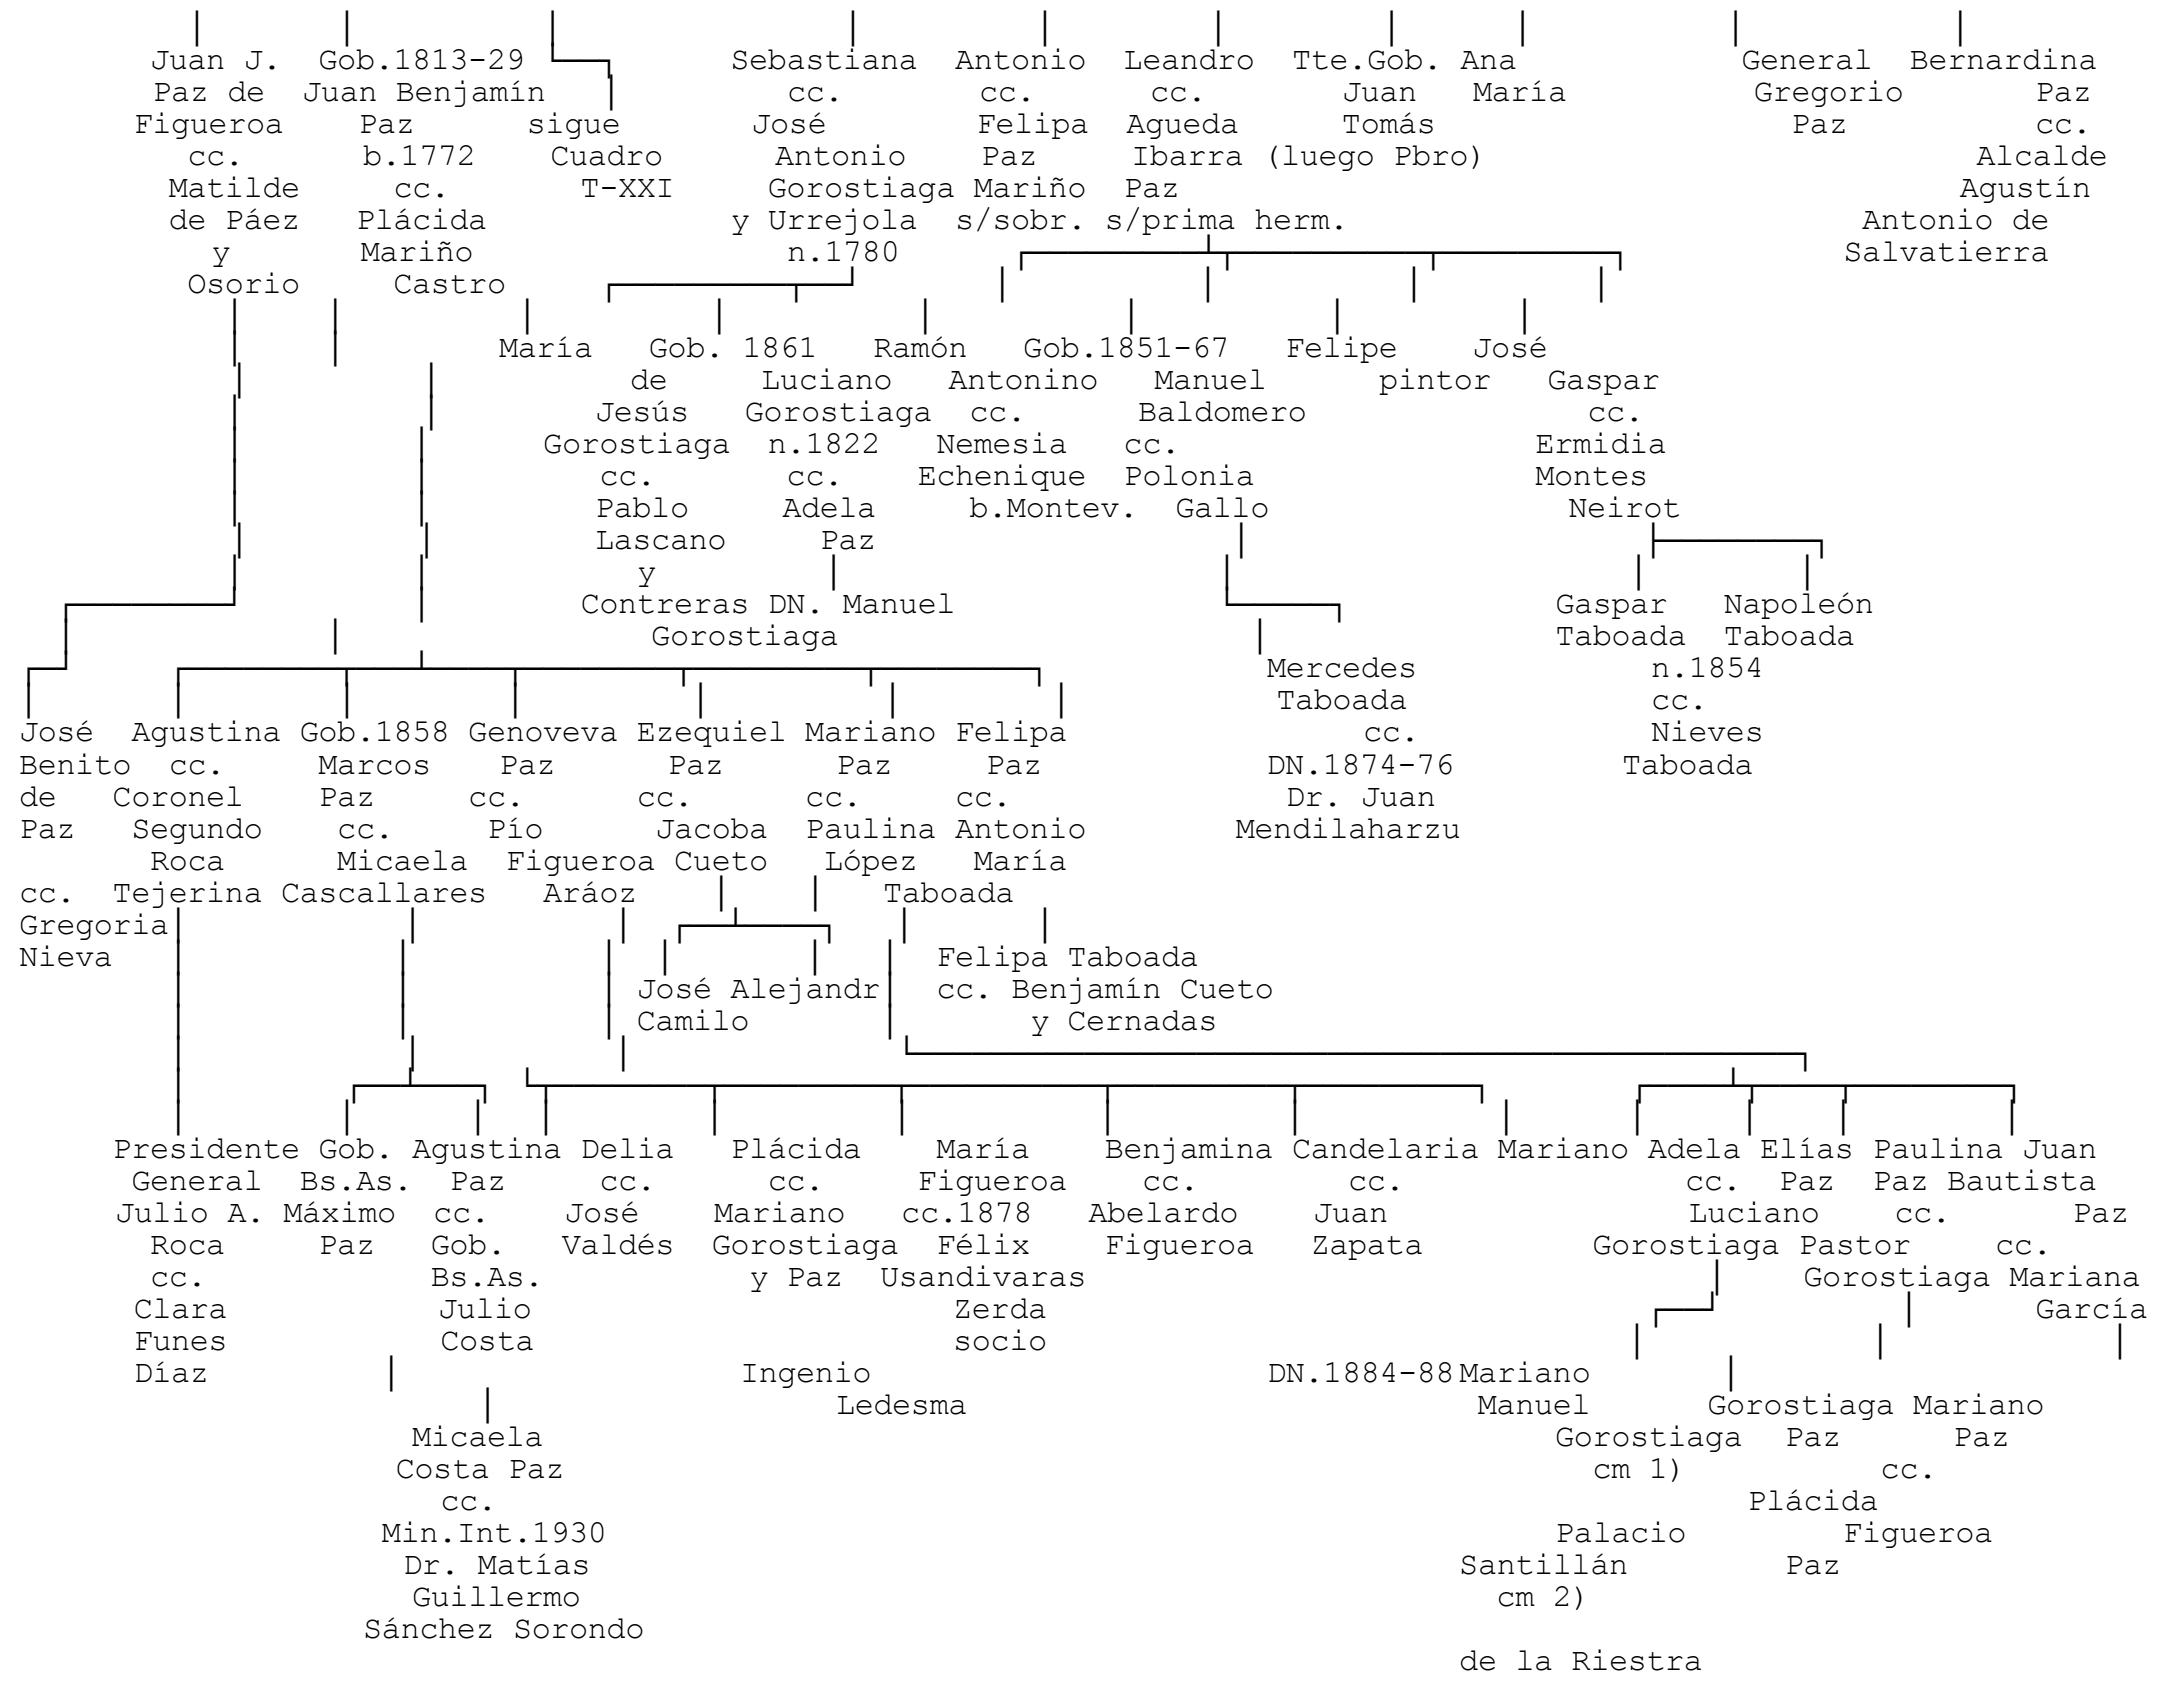 Juan J. Gob.1813-29 Sebastiana Antonio Leandro Tte.Gob. Ana General Bernardina
Paz de Juan Benjamín cc. cc. cc. Juan María Gregorio Paz
Figueroa Paz sigue José Felipa Agueda Tomás Paz cc.
cc. b.1772 Cuadro Antonio Paz Ibarra (luego Pbro) Alcalde
Matilde cc. T-XXI Gorostiaga Mariño Paz Agustín
de Páez Plácida y Urrejola s/sobr. s/prima herm. Antonio de
y Mariño n.1780 Salvatierra
Osorio Castro
María Gob. 1861 Ramón Gob.1851-67 Felipe José
de Luciano Antonino Manuel pintor Gaspar
Jesús Gorostiaga cc. Baldomero cc.
Gorostiaga n.1822 Nemesia cc. Ermidia
cc. cc. Echenique Polonia Montes
Pablo Adela b.Montev. Gallo Neirot
Lascano Paz
y
Contreras DN. Manuel Gaspar Napoleón
Gorostiaga Taboada Taboada
Mercedes n.1854
Taboada cc.
José Agustina Gob.1858 Genoveva Ezequiel Mariano Felipa cc. Nieves
Benito cc. Marcos Paz Paz Paz Paz DN.1874-76 Taboada
de Coronel Paz cc. cc. cc. cc. Dr. Juan
Paz Segundo cc. Pío Jacoba Paulina Antonio Mendilaharzu
Roca Micaela Figueroa Cueto López María
cc. Tejerina Cascallares Aráoz Taboada
Gregoria
Nieva Felipa Taboada
José Alejandr cc. Benjamín Cueto
Camilo y Cernadas
Presidente Gob. Agustina Delia Plácida María Benjamina Candelaria Mariano Adela Elías Paulina Juan
General Bs.As. Paz cc. cc. Figueroa cc. cc. cc. Paz Paz Bautista
Julio A. Máximo cc. José Mariano cc.1878 Abelardo Juan Luciano cc. Paz
Roca Paz Gob. Valdés Gorostiaga Félix Figueroa Zapata Gorostiaga Pastor cc.
cc. Bs.As. y Paz Usandivaras Gorostiaga Mariana
Clara Julio Zerda García
Funes Costa socio
Díaz Ingenio DN.1884-88 Mariano
Ledesma Manuel Gorostiaga Mariano
Micaela Gorostiaga Paz Paz
Costa Paz cm 1) cc.
cc. Plácida
Min.Int.1930 Palacio Figueroa
Dr. Matías Santillán Paz
Guillermo cm 2)
Sánchez Sorondo
de la Riestra